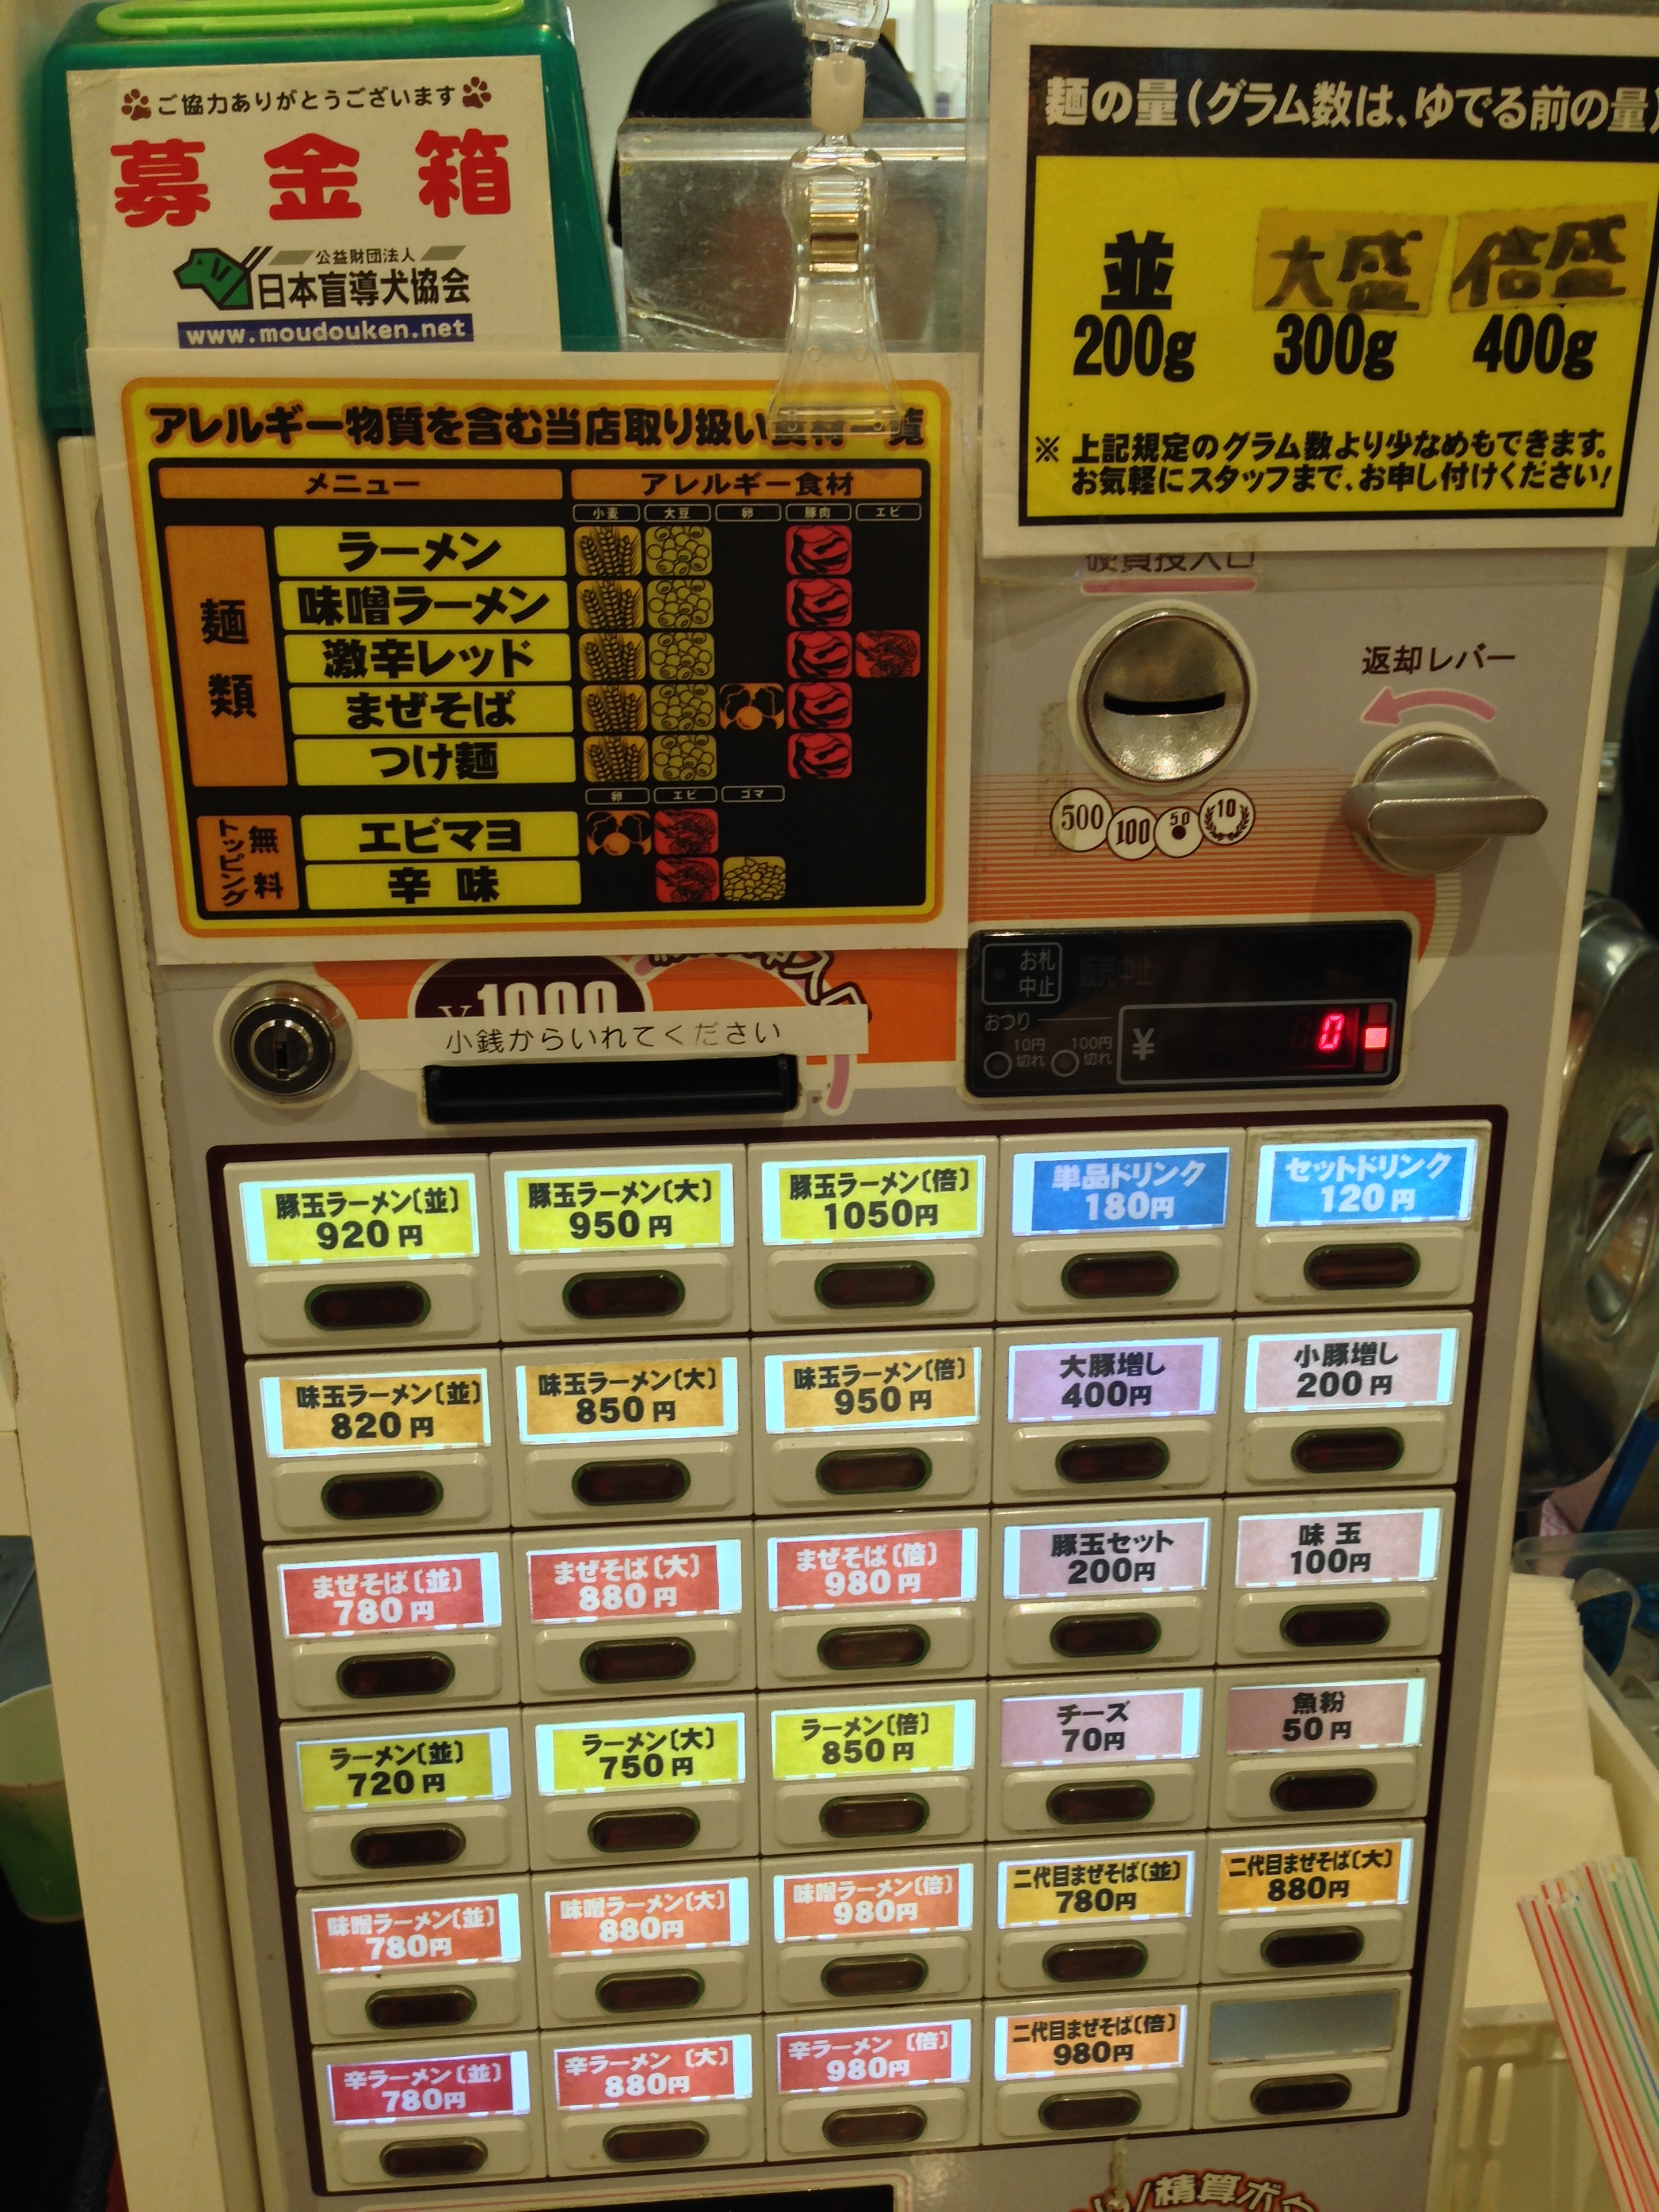 ご協力ありがとうございます
募金箱
公益財団法人
日本盲導犬協会
www.moudouken.net
麺の量(グラム数は、ゆでる前の量)
並 大盛 倍盛
200g 300g 400g
※ 上記規定のグラム数より少なめもできます。
お気軽にスタッフまで、お申し付けください!
アレルギー物質を含む当店取り扱い食材一覧
メニュー アレルギー食材
小麦 大豆 卵 豚肉 エビ
麺類
ラーメン
味噌ラーメン
激辛レッド
まぜそば
つけ麺
卵 エビ ゴマ
無料トッピング
エビマヨ
辛味
硬貨投入口
返却レバー
500 100 50 10
¥1000
小銭からいれてください
お札中止 販売中止
おつり
10円切れ 100円切れ
¥ 0
豚玉ラーメン〔並〕 920円
豚玉ラーメン〔大〕 950円
豚玉ラーメン〔倍〕 1050円
単品ドリンク 180円
セットドリンク 120円
味玉ラーメン〔並〕 820円
味玉ラーメン〔大〕 850円
味玉ラーメン〔倍〕 950円
大豚増し 400円
小豚増し 200円
まぜそば〔並〕 780円
まぜそば〔大〕 880円
まぜそば〔倍〕 980円
豚玉セット 200円
味玉 100円
ラーメン〔並〕 720円
ラーメン〔大〕 750円
ラーメン〔倍〕 850円
チーズ 70円
魚粉 50円
味噌ラーメン〔並〕 780円
味噌ラーメン〔大〕 880円
味噌ラーメン〔倍〕 980円
二代目まぜそば〔並〕 780円
二代目まぜそば〔大〕 880円
辛ラーメン〔並〕 780円
辛ラーメン〔大〕 880円
辛ラーメン〔倍〕 980円
二代目まぜそば〔倍〕 980円
精算ボ